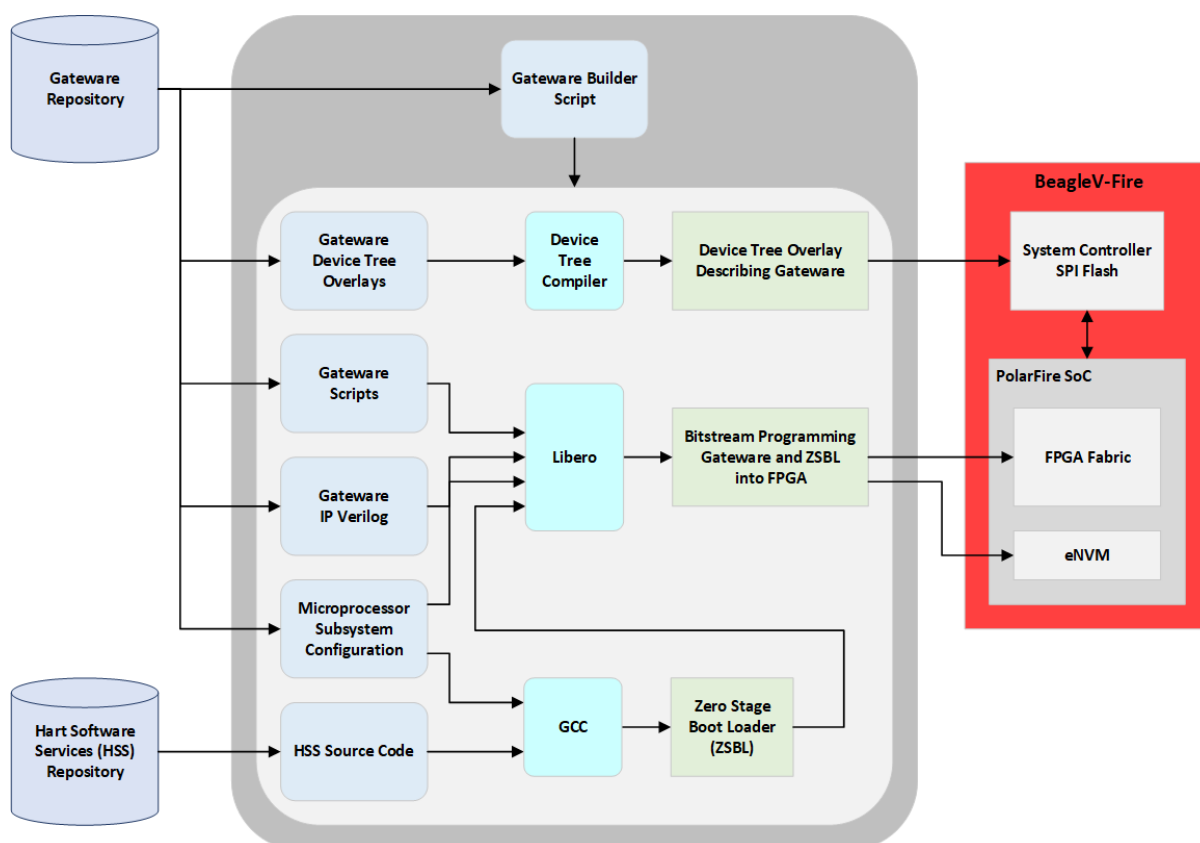 Gateware
Repository
Gateware Builder
Script
BeagleV-Fire
Gateware
Device Tree
Overlays
Device
Tree
Compiler
Device Tree Overlay
Describing Gateware
System Controller
SPI Flash
PolarFire SoC
Gateware
Scripts
Libero
Bitstream Programming
Gateware and ZSBL
into FPGA
FPGA Fabric
Gateware
IP Verilog
eNVM
Microprocessor
Subsystem
Configuration
Hart Software
Services (HSS)
Repository
HSS Source Code
GCC
Zero Stage
Boot Loader
(ZSBL)